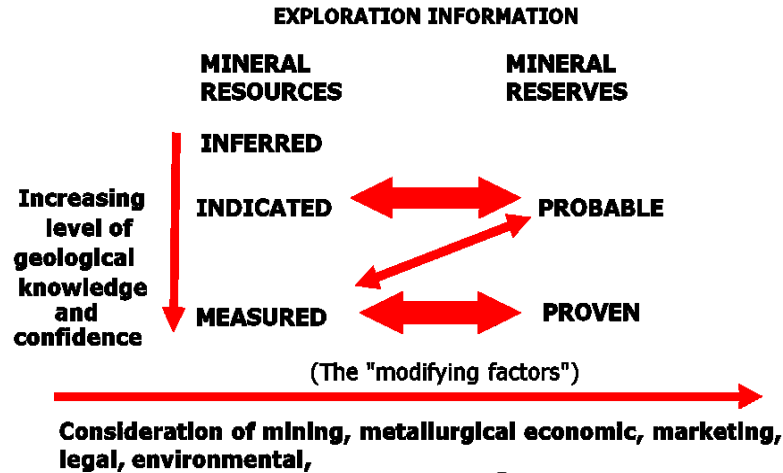 EXPLORATION INFORMATION
MINERAL
RESOURCES
MINERAL
RESERVES
INFERRED
Increasing
level of
geological
knowledge
and
confidence
INDICATED
PROBABLE
MEASURED
PROVEN
(The "modifying factors")
Consideration of mining, metallurgical economic, marketing,
legal, environmental,